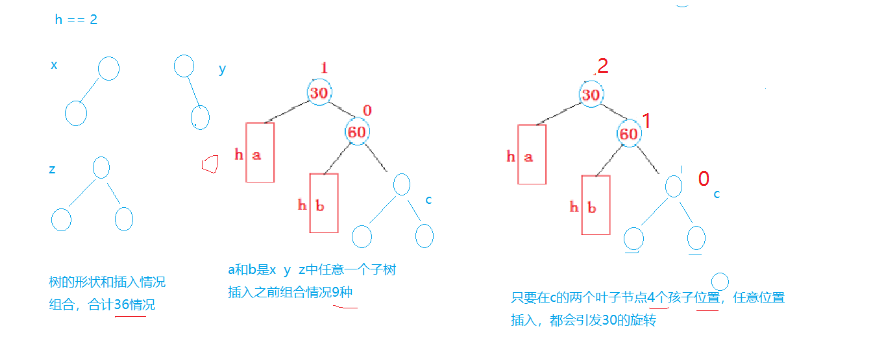 h == 2
x
y
z
1
30
0
60
h a
h b
c
2
30
1
60
0
h a
h b
c
树的形状和插入情况
组合，合计36情况
a和b是x y z中任意一个子树
插入之前组合情况9种
只要在c的两个叶子节点4个孩子位置，任意位置
插入，都会引发30的旋转